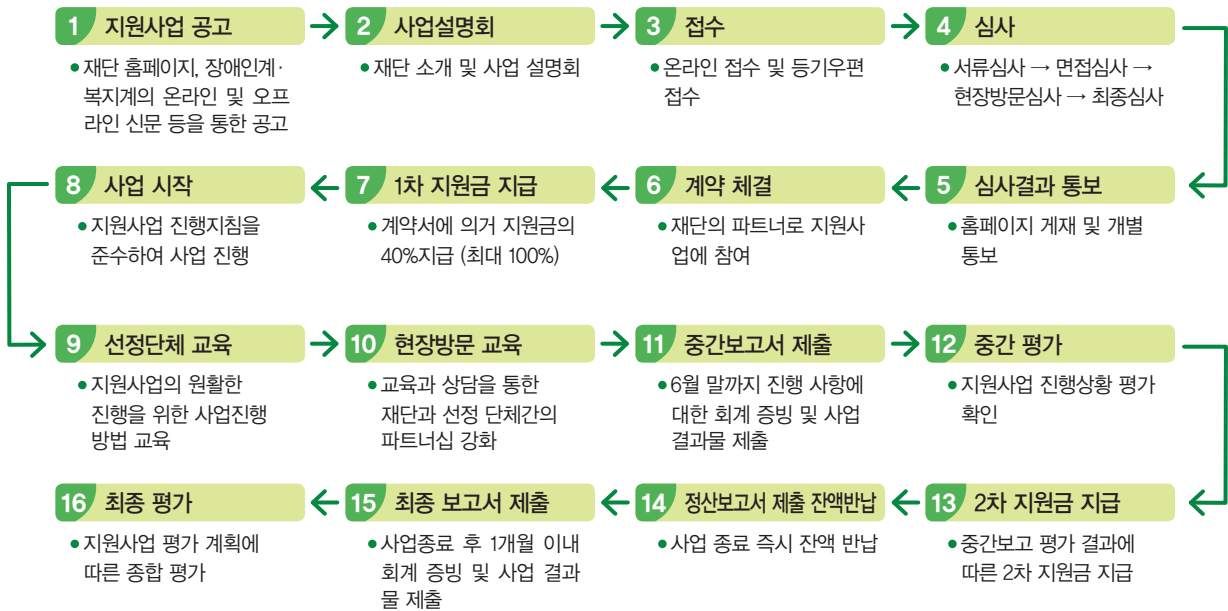 1 지원사업 공고
• 재단 홈페이지, 장애인계·
복지계의 온라인 및 오프
라인 신문 등을 통한 공고
2 사업설명회
• 재단 소개 및 사업 설명회
3 접수
• 온라인 접수 및 등기우편
접수
4 심사
• 서류심사 → 면접심사 →
현장방문심사 → 최종심사
5 심사결과 통보
• 홈페이지 게재 및 개별
통보
6 계약 체결
• 재단의 파트너로 지원사
업에 참여
7 1차 지원금 지급
• 계약서에 의거 지원금의
40%지급 (최대 100%)
8 사업 시작
• 지원사업 진행지침을
준수하여 사업 진행
9 선정단체 교육
• 지원사업의 원활한
진행을 위한 사업진행
방법 교육
10 현장방문 교육
• 교육과 상담을 통한
재단과 선정 단체간의
파트너십 강화
11 중간보고서 제출
• 6월 말까지 진행 사항에
대한 회계 증빙 및 사업
결과물 제출
12 중간 평가
• 지원사업 진행상황 평가
확인
13 2차 지원금 지급
• 중간보고 평가 결과에
따른 2차 지원금 지급
14 정산보고서 제출 잔액반납
• 사업 종료 즉시 잔액 반납
15 최종 보고서 제출
• 사업종료 후 1개월 이내
회계 증빙 및 사업 결과
물 제출
16 최종 평가
• 지원사업 평가 계획에
따른 종합 평가